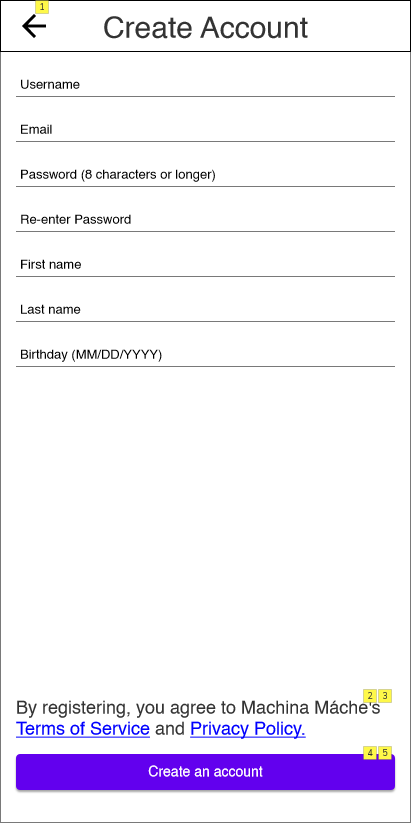 1
Create Account
Username
Email
Password (8 characters or longer)
Re-enter Password
First name
Last name
Birthday (MM/DD/YYYY)
2 3
By registering, you agree to Machina Máche's
Terms of Service and Privacy Policy.
4 5
Create an account